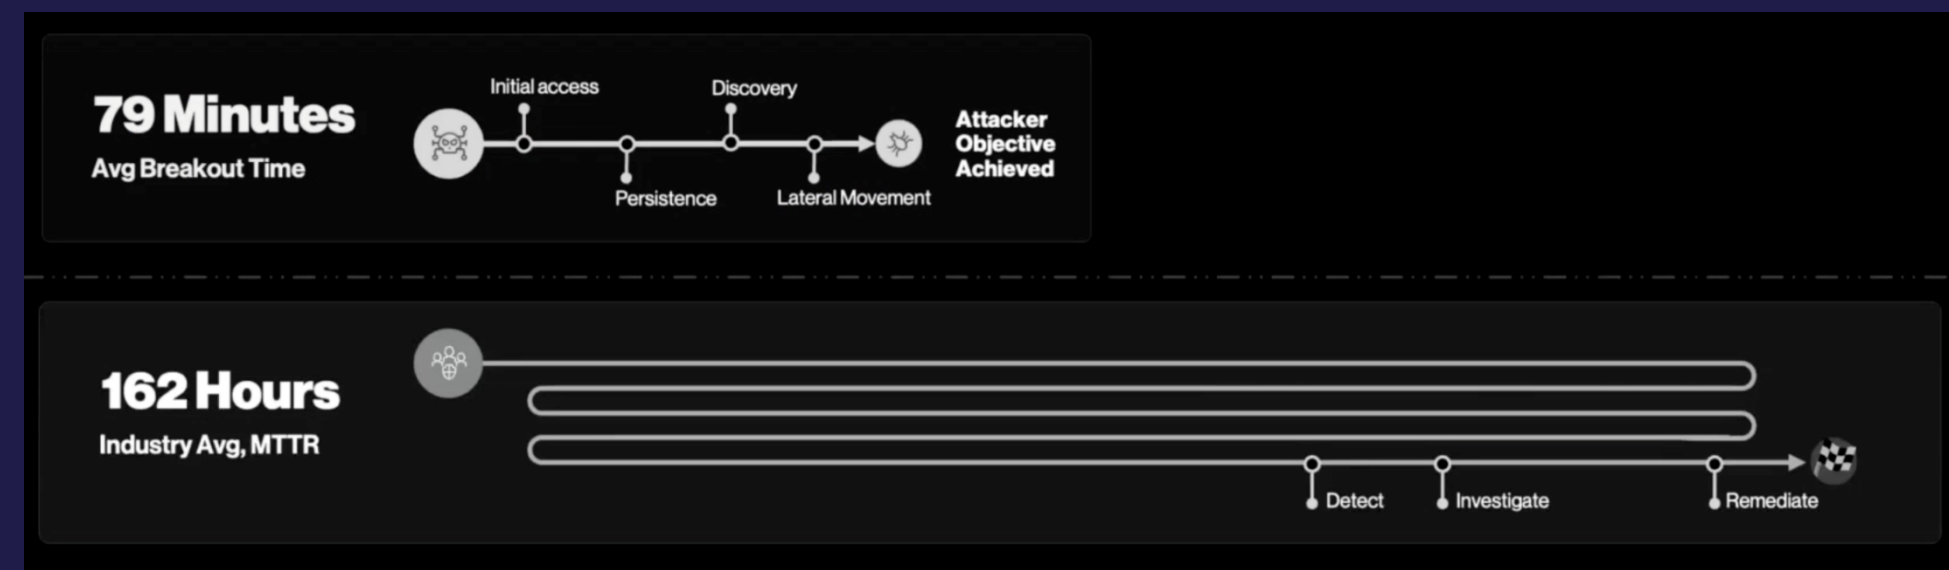 79 Minutes
Avg Breakout Time
Initial access
Persistence
Discovery
Lateral Movement
Attacker
Objective
Achieved
162 Hours
Industry Avg, MTTR
Detect
Investigate
Remediate